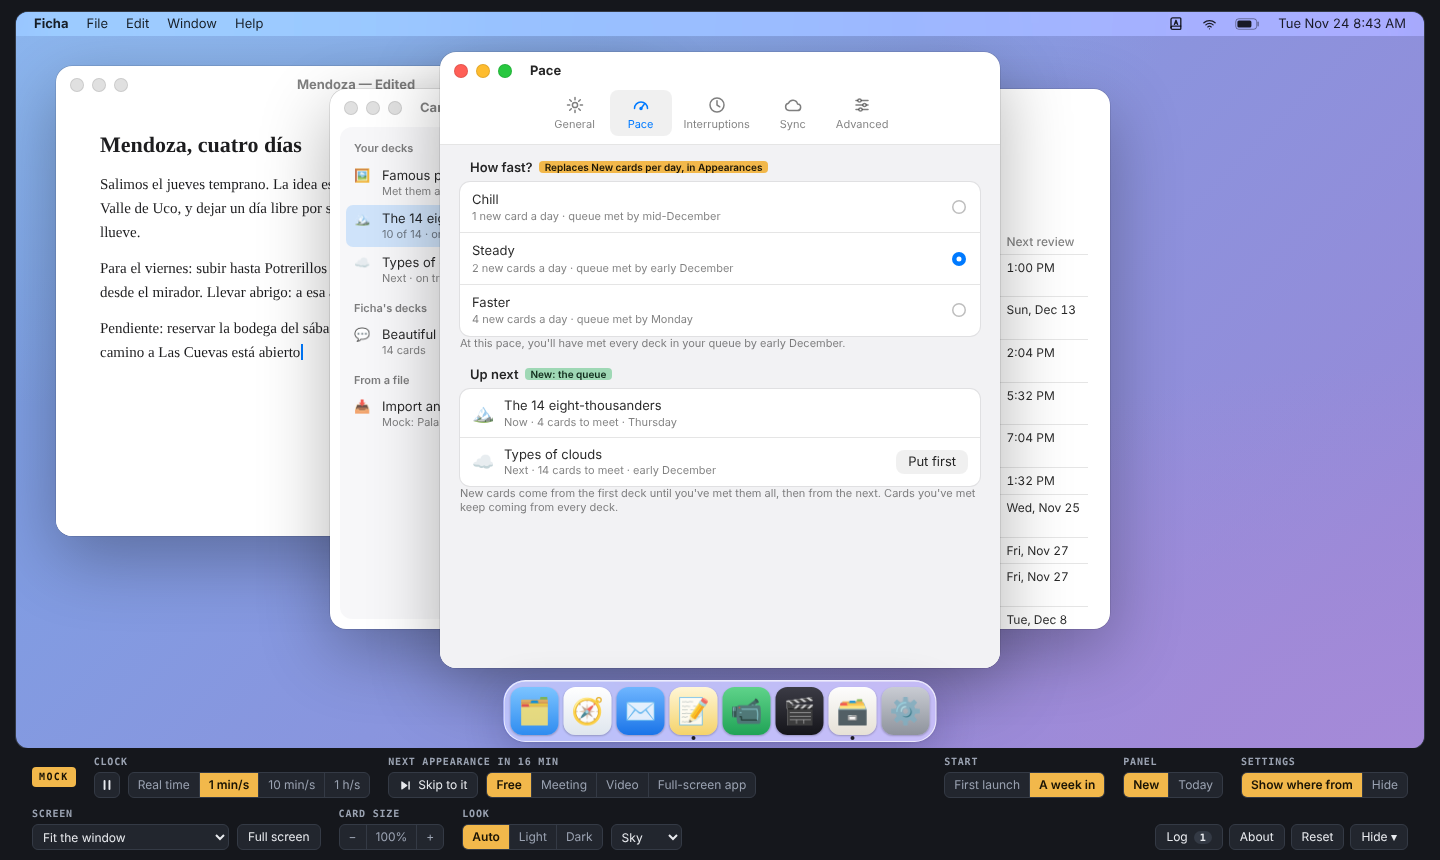 Ficha File Edit Window Help
Tue Nov 24 8:43 AM
Mendoza — Edited
Mendoza, cuatro días
Salimos el jueves temprano. La idea es
Valle de Uco, y dejar un día libre por s
llueve.
Para el viernes: subir hasta Potrerillos
desde el mirador. Llevar abrigo: a esa
Pendiente: reservar la bodega del sába
camino a Las Cuevas está abierto
Your decks
Famous p
Met them a
The 14 eig
10 of 14 · o
Types of
Next · on tr
Ficha's decks
Beautiful
14 cards
From a file
Import an
Mock: Pala
Pace
General Pace Interruptions Sync Advanced
How fast? Replaces New cards per day, in Appearances
Chill
1 new card a day · queue met by mid-December
Steady
2 new cards a day · queue met by early December
Faster
4 new cards a day · queue met by Monday
At this pace, you'll have met every deck in your queue by early December.
Up next New: the queue
The 14 eight-thousanders
Now · 4 cards to meet · Thursday
Types of clouds
Next · 14 cards to meet · early December
Put first
New cards come from the first deck until you've met them all, then from the next. Cards you've met
keep coming from every deck.
Next review
1:00 PM
Sun, Dec 13
2:04 PM
5:32 PM
7:04 PM
1:32 PM
Wed, Nov 25
Fri, Nov 27
Fri, Nov 27
Tue, Dec 8
MOCK
CLOCK
Real time 1 min/s 10 min/s 1 h/s
NEXT APPEARANCE IN 16 MIN
Skip to it Free Meeting Video Full-screen app
START
First launch A week in
PANEL
New Today
SETTINGS
Show where from Hide
SCREEN
Fit the window Full screen
CARD SIZE
− 100% +
LOOK
Auto Light Dark Sky
Log 1 About Reset Hide ▾